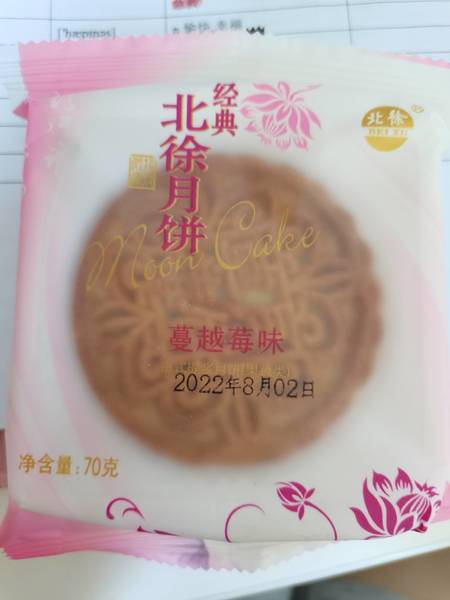 ['hæpinəs]
经典
北徐月饼
北徐®
BEI XU
Moon Cake
蔓越莓味
2022年8月02日
净含量:70克